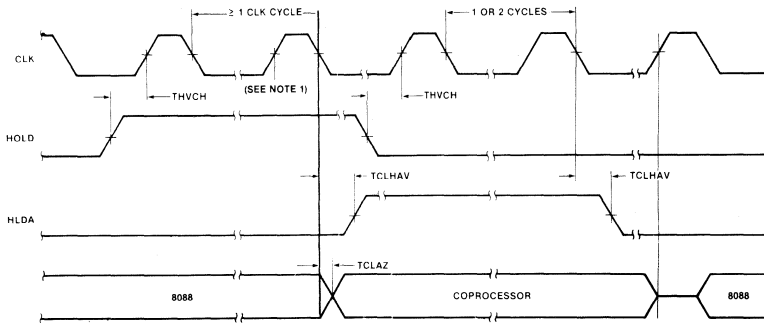 ≥ 1 CLK CYCLE
1 OR 2 CYCLES
CLK
(SEE NOTE 1)
THVCH
THVCH
HOLD
TCLHAV
TCLHAV
HLDA
TCLAZ
8088
COPROCESSOR
8088